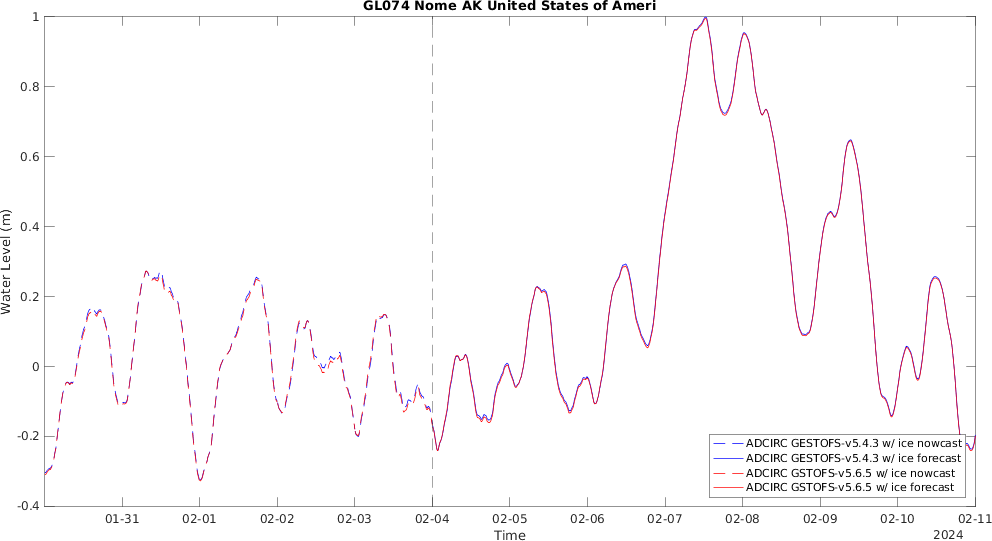 GL074 Nome AK United States of Ameri
1
0.8
0.6
0.4
0.2
0
-0.2
-0.4
Water Level (m)
01-31 02-01 02-02 02-03 02-04 02-05 02-06 02-07 02-08 02-09 02-10 02-11
Time
2024
ADCIRC GESTOFS-v5.4.3 w/ ice nowcast
ADCIRC GESTOFS-v5.4.3 w/ ice forecast
ADCIRC GSTOFS-v5.6.5 w/ ice nowcast
ADCIRC GSTOFS-v5.6.5 w/ ice forecast